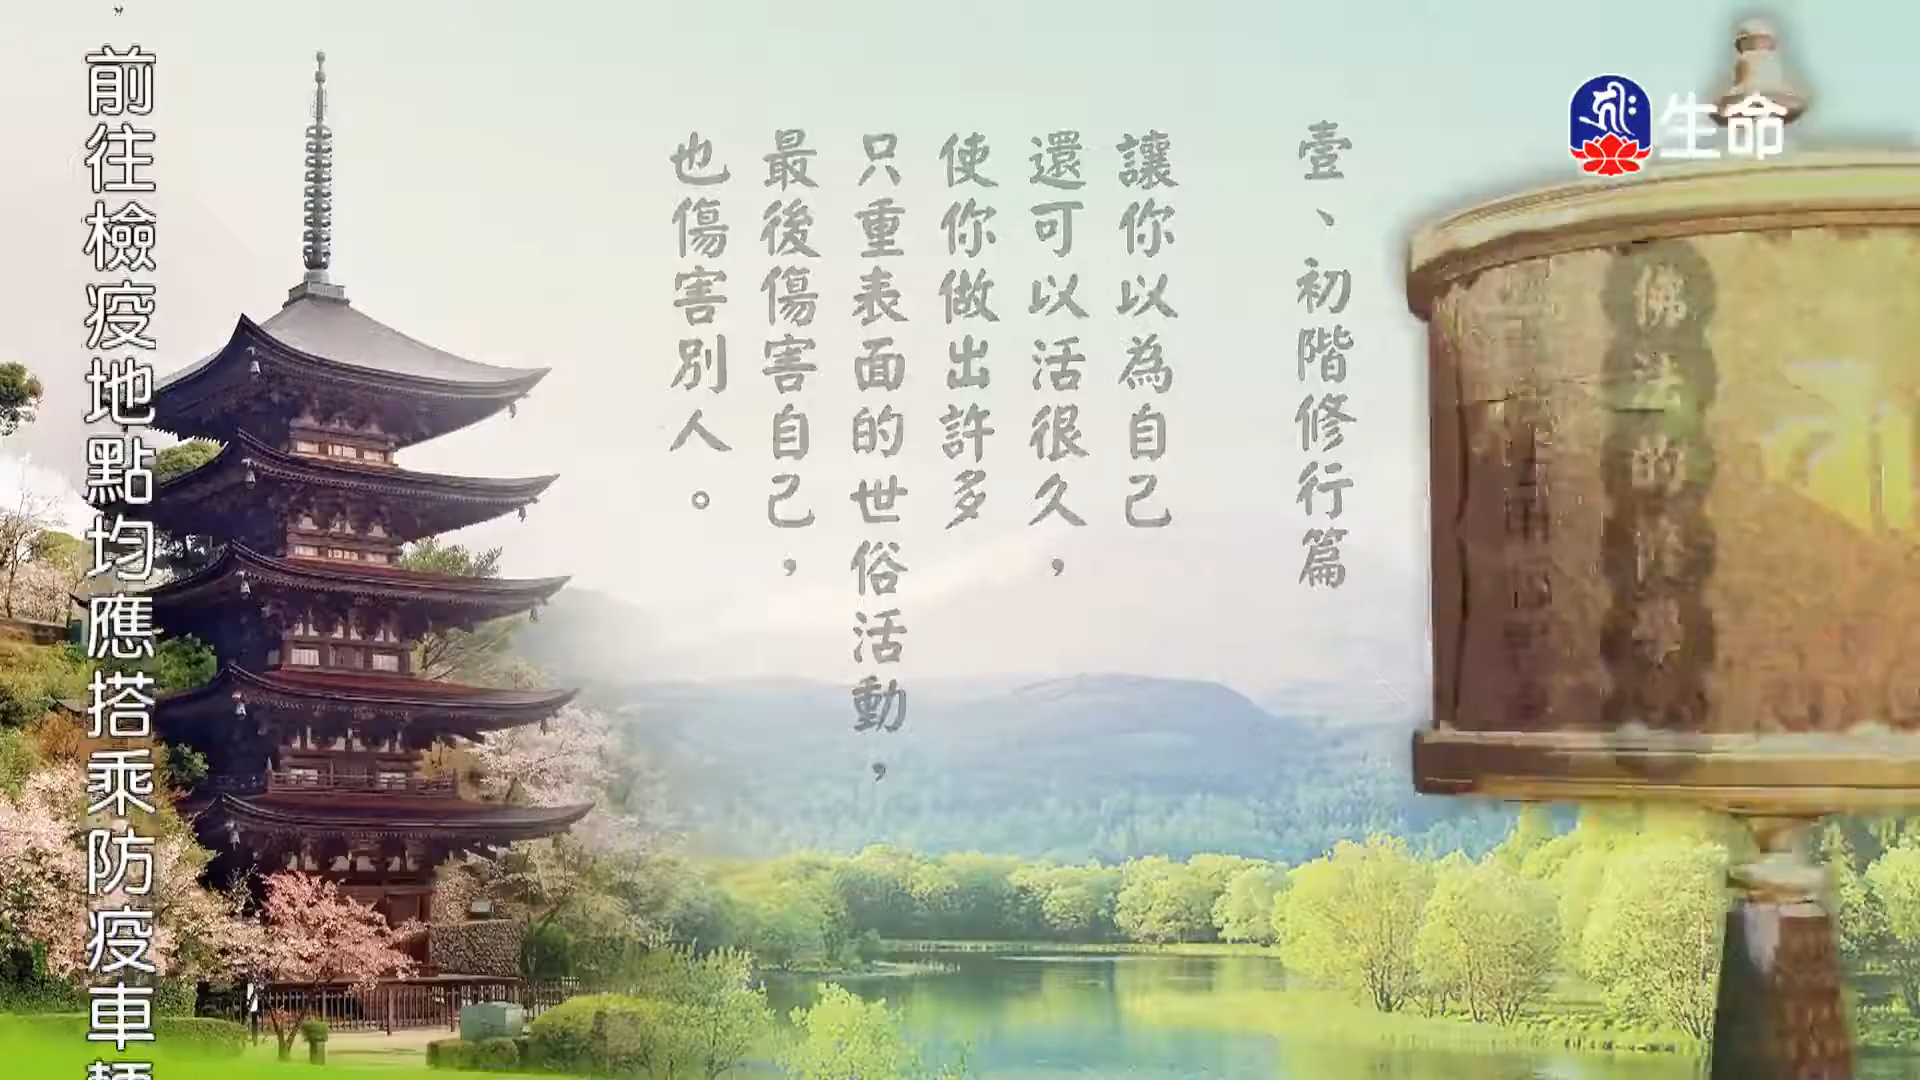 生命
壹、初階修行篇
讓你以為自己
還可以活很久，
使你做出許多
只重表面的世俗活動，
最後傷害自己，
也傷害別人。
佛法的
，前往檢疫地點均應搭乘防疫車輛